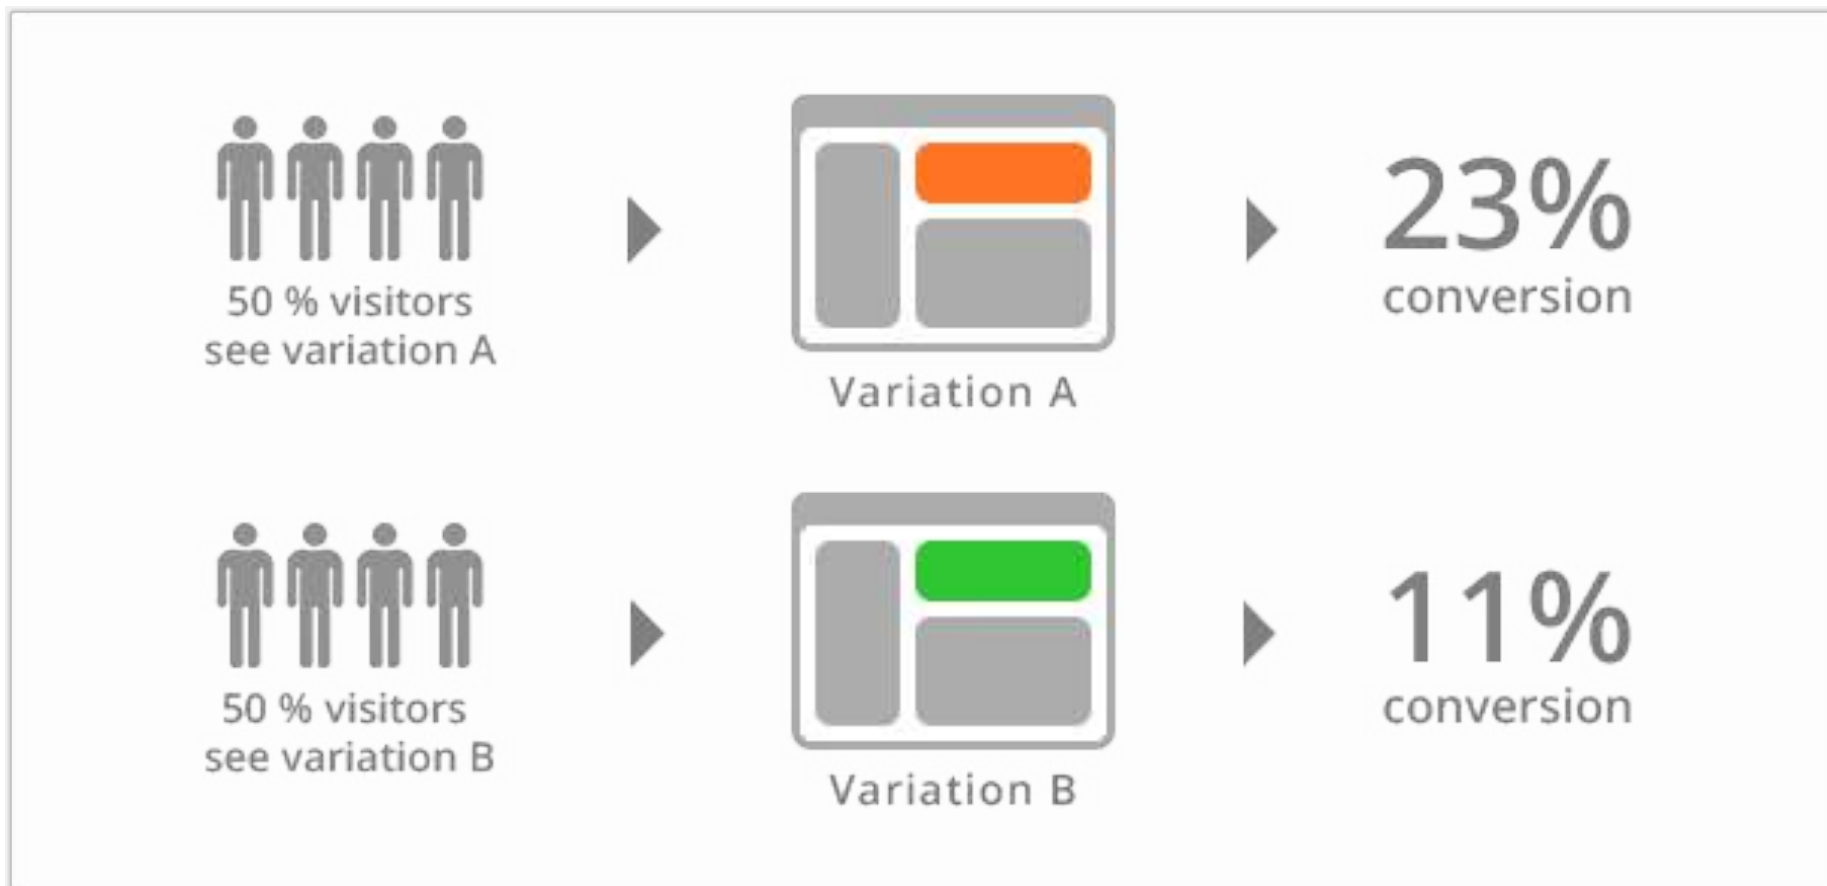 50 % visitors
see variation A
Variation A
23%
conversion
50 % visitors
see variation B
Variation B
11%
conversion